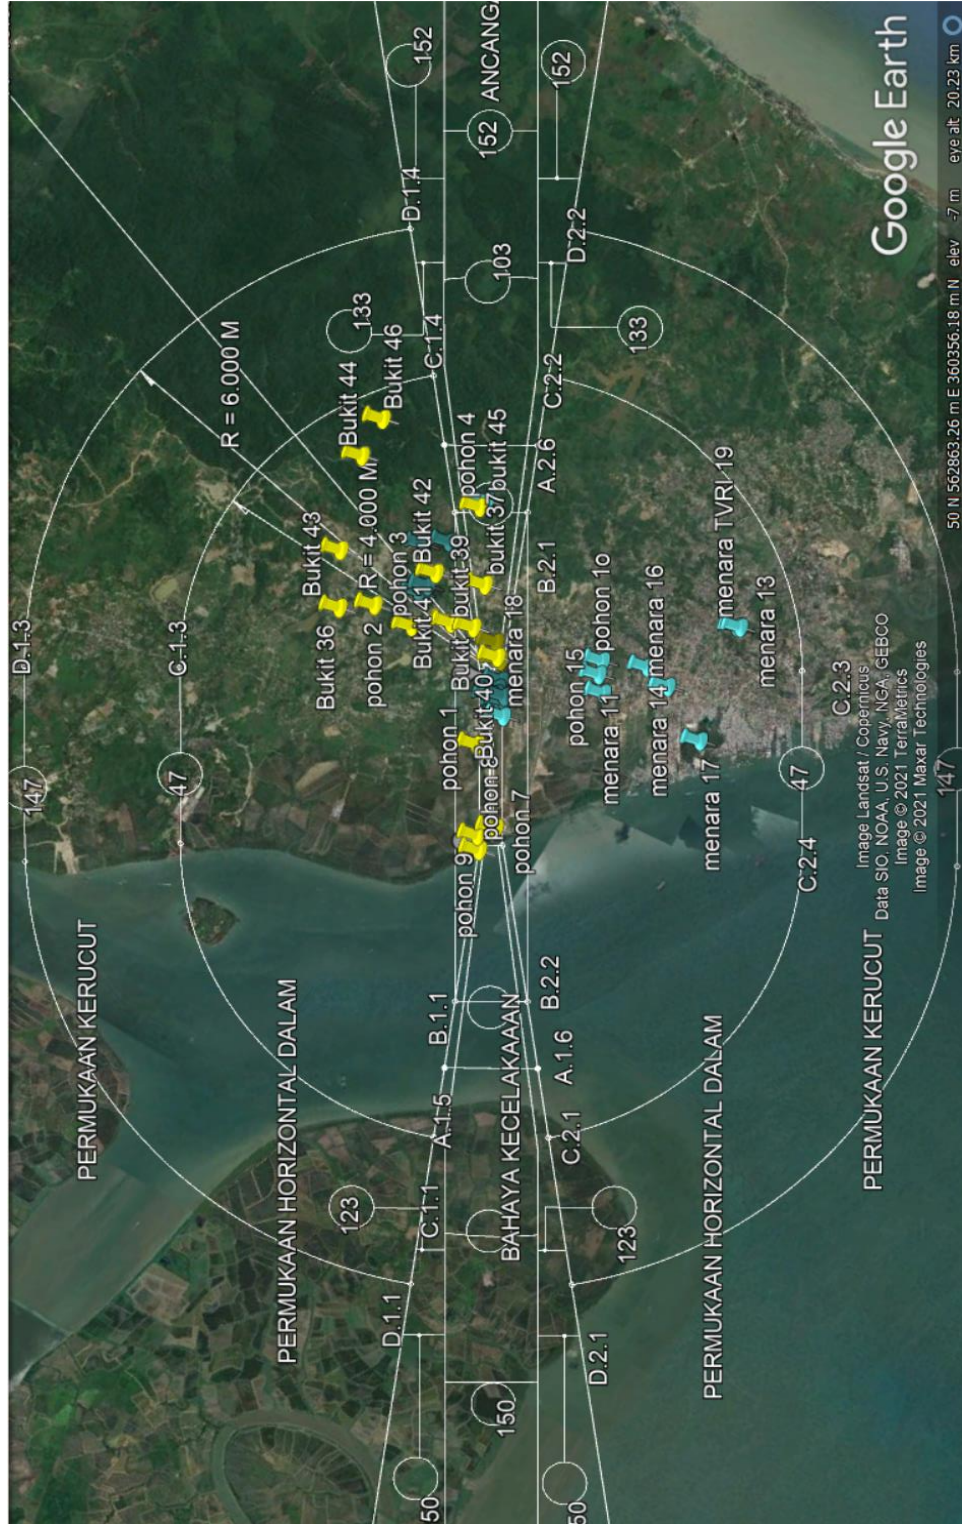 D.1.3
147
PERMUKAAN KERUCUT
C.1.3
47
PERMUKAAN HORIZONTAL DALAM
R = 6.000 M
R = 4.000 M
152
ANCANGA
152
152
D.1.4
103
133
C.1.4
D.2.2
133
C.2.2
A.2.6
B.2.1
Bukit 44
Bukit 46
Bukit 43
Bukit 36
pohon 2
pohon 3
Bukit 42
Bukit 41
bukit 39
pohon 4
bukit 45
bukit 37
menara 18
Bukit 40
pohon 1
pohon 7
pohon 9
pohon 15
pohon 1o
menara 16
menara 11
menara 14
menara TVRI 19
menara 13
menara 17
B.1.1
B.2.2
A.1.5
A.1.6
C.1.1
C.2.1
123
123
BAHAYA KECELAKAAAN
D.1.1
D.2.1
150
50
50
PERMUKAAN HORIZONTAL DALAM
C.2.3
C.2.4
47
147
PERMUKAAN KERUCUT
Image Landsat / Copernicus
Data SIO, NOAA, U.S. Navy, NGA, GEBCO
Image © 2021 TerraMetrics
Image © 2021 Maxar Technologies
Google Earth
50 N 562863.26 m E 360356.18 m N elev -7 m eye alt 20.23 km